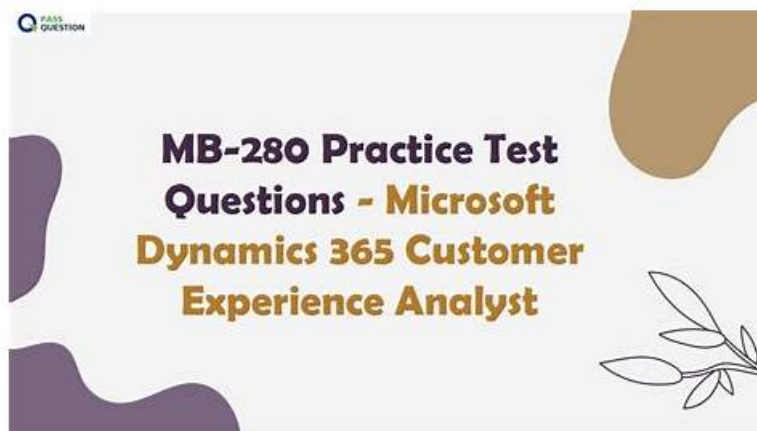 PASS
QUESTION
MB-280 Practice Test
Questions - Microsoft
Dynamics 365 Customer
Experience Analyst